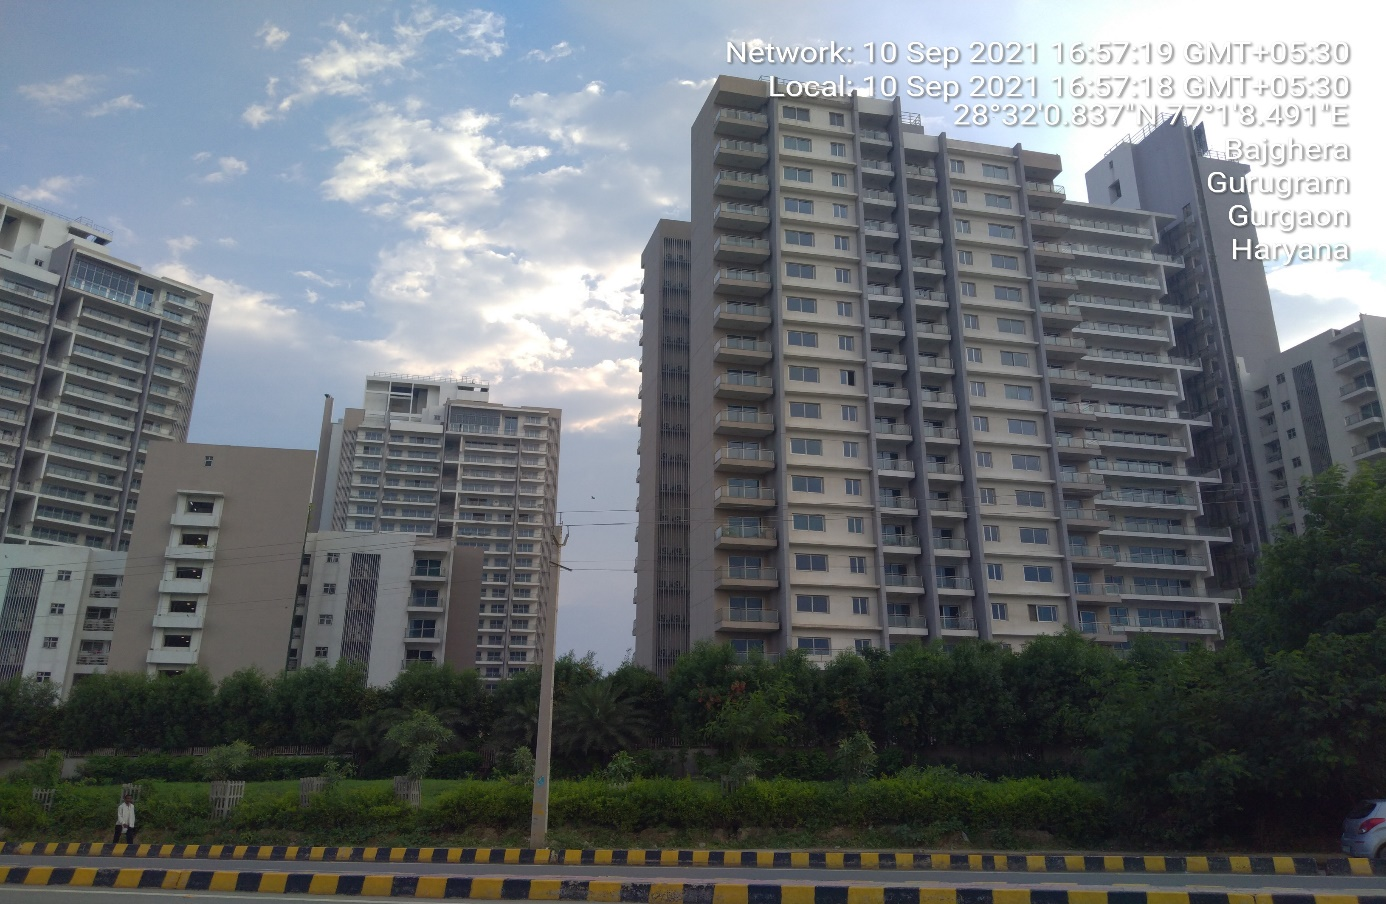 Network: 10 Sep 2021 16:57:19 GMT+05:30
Local: 10 Sep 2021 16:57:18 GMT+05:30
28°32'0.837"N 77°1'8.491"E
Bajghera
Gurugram
Gurgaon
Haryana